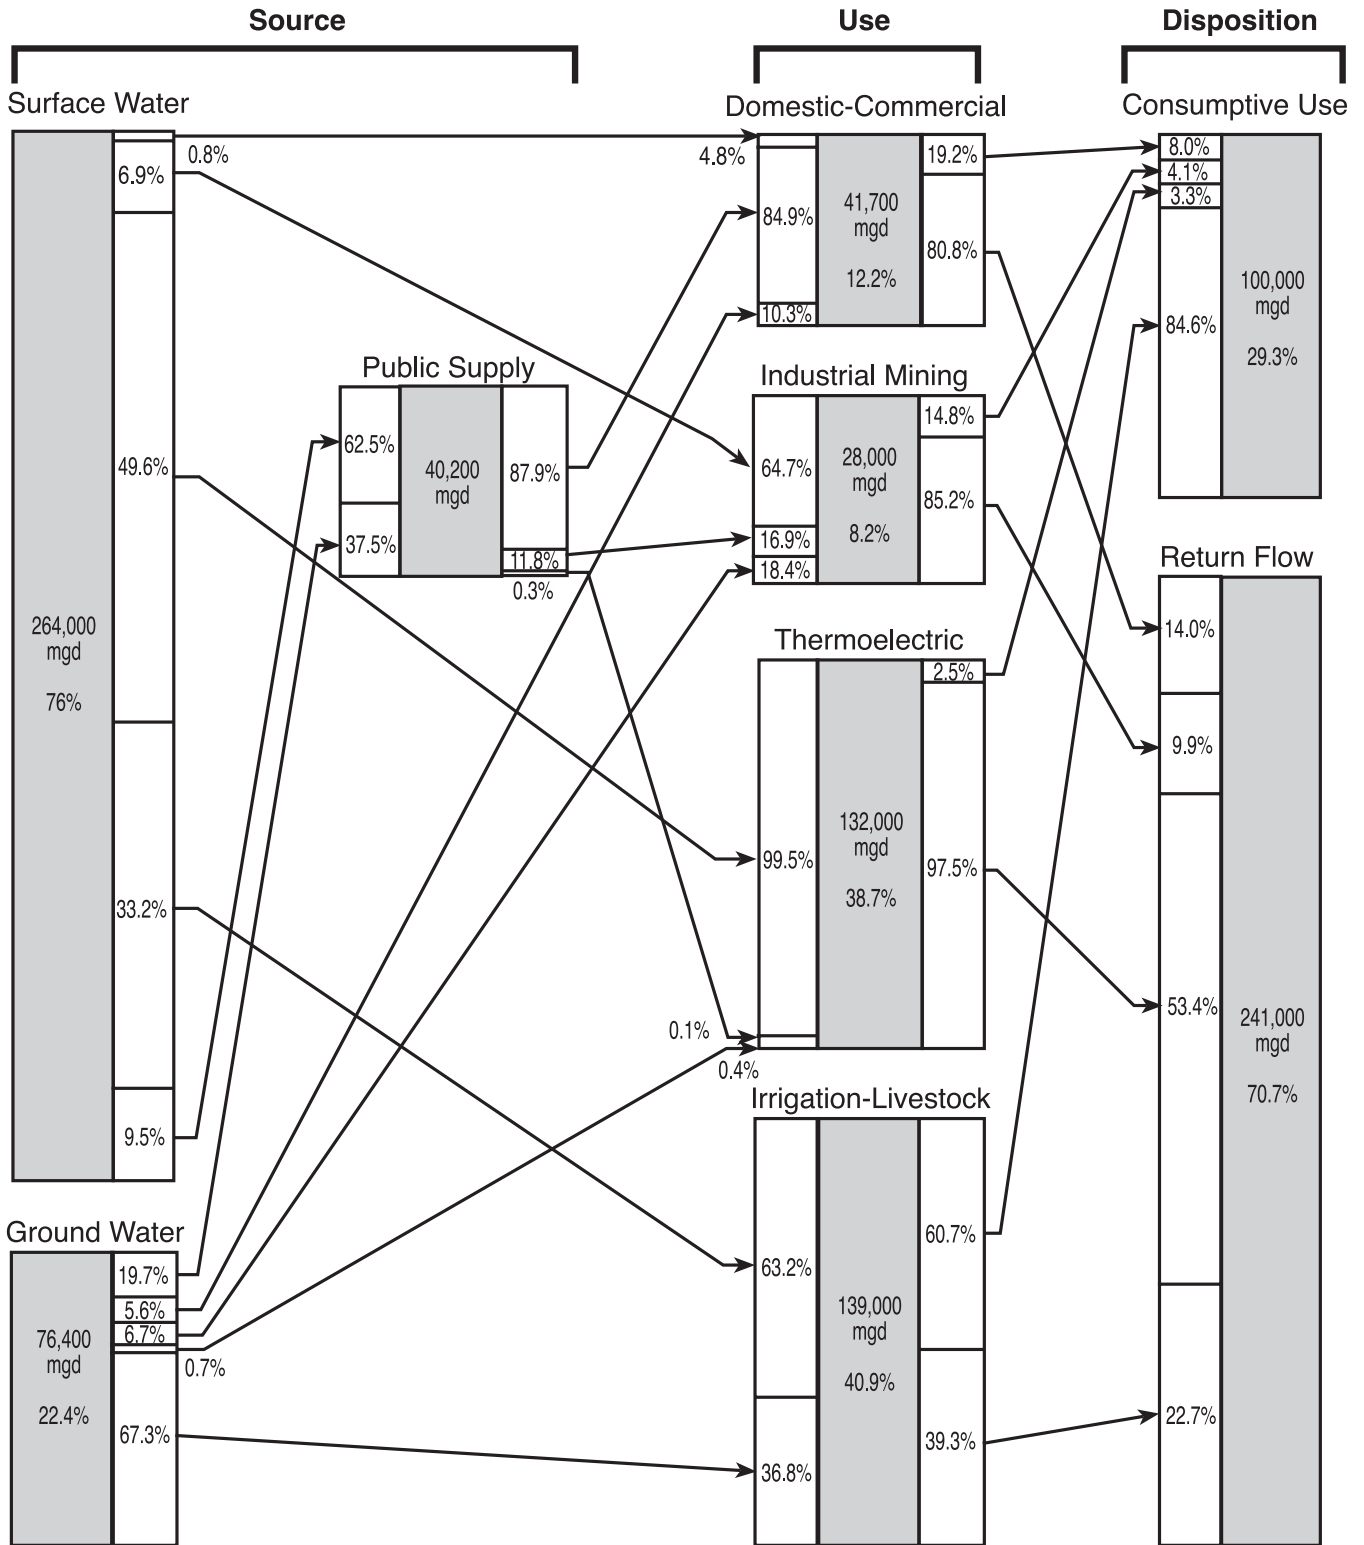 Source
Use
Disposition
Surface Water
0.8%
6.9%
49.6%
264,000
mgd
76%
33.2%
9.5%
Ground Water
19.7%
5.6%
6.7%
0.7%
76,400
mgd
22.4%
67.3%
Public Supply
62.5%
37.5%
40,200
mgd
87.9%
11.8%
0.3%
Domestic-Commercial
4.8%
84.9%
10.3%
41,700
mgd
12.2%
19.2%
80.8%
Industrial Mining
64.7%
16.9%
18.4%
28,000
mgd
8.2%
14.8%
85.2%
Thermoelectric
99.5%
0.1%
0.4%
132,000
mgd
38.7%
2.5%
97.5%
Irrigation-Livestock
63.2%
36.8%
139,000
mgd
40.9%
60.7%
39.3%
Consumptive Use
8.0%
4.1%
3.3%
84.6%
100,000
mgd
29.3%
Return Flow
14.0%
9.9%
53.4%
22.7%
241,000
mgd
70.7%